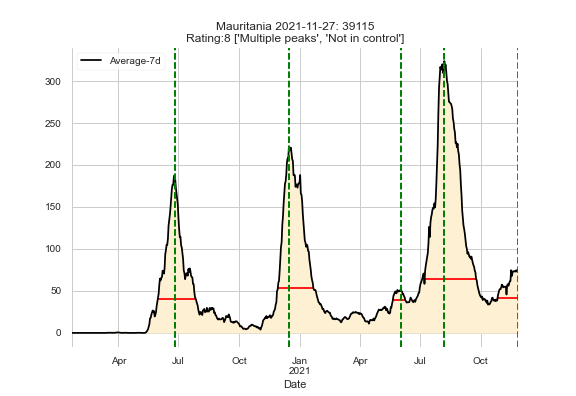 Mauritania 2021-11-27: 39115
Rating:8 ['Multiple peaks', 'Not in control']
Average-7d
300
250
200
150
100
50
0
Apr
Jul
Oct
Jan
2021
Apr
Jul
Oct
Date